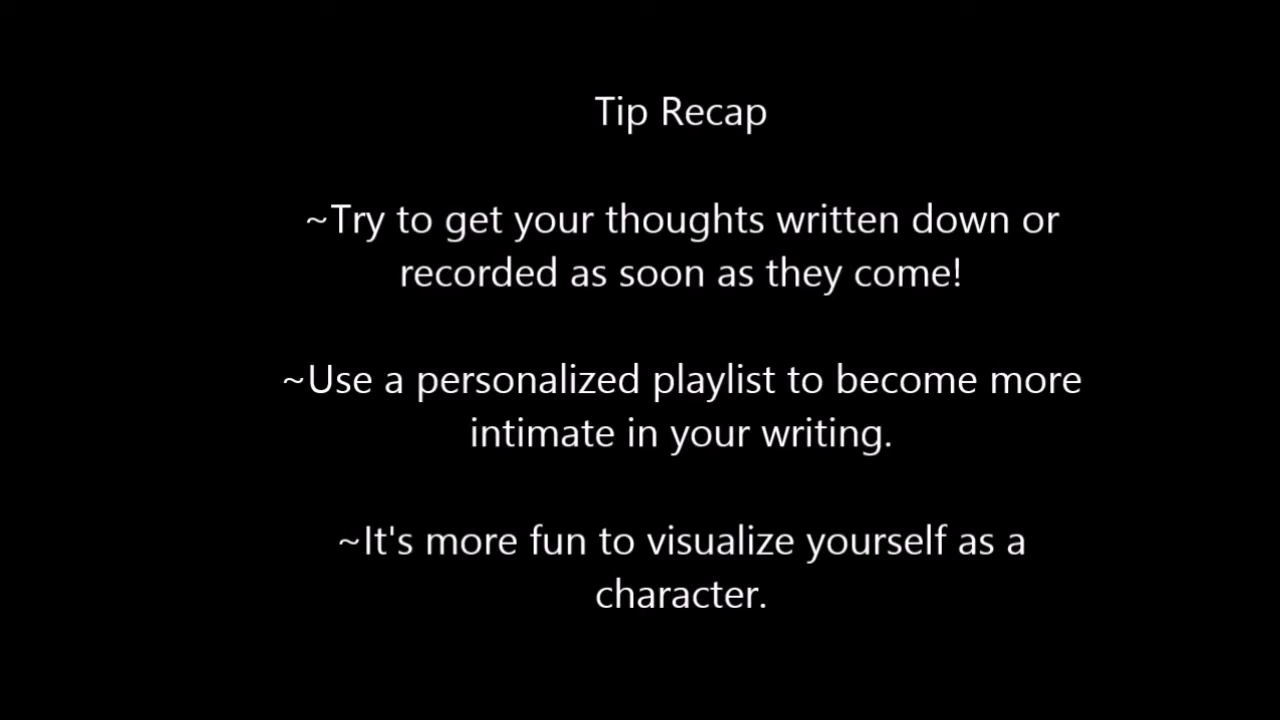 Tip Recap
~Try to get your thoughts written down or
recorded as soon as they come!
~Use a personalized playlist to become more
intimate in your writing.
~It's more fun to visualize yourself as a
character.